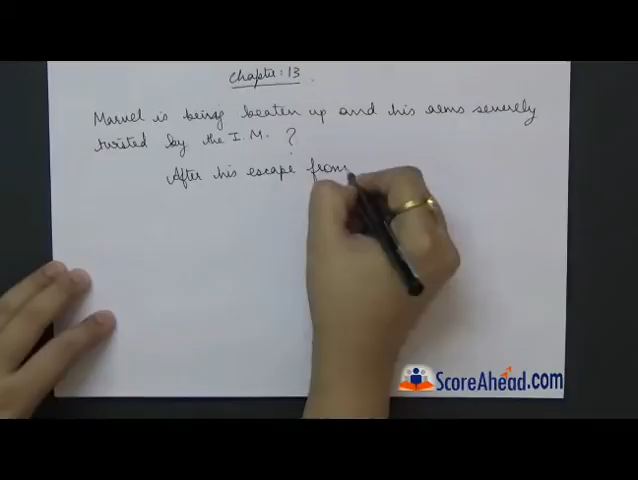 Chapter: 13
Marvel is being beaten up and his arms severely
twisted by the I.M. ?
After his escape from
ScoreAhead.com